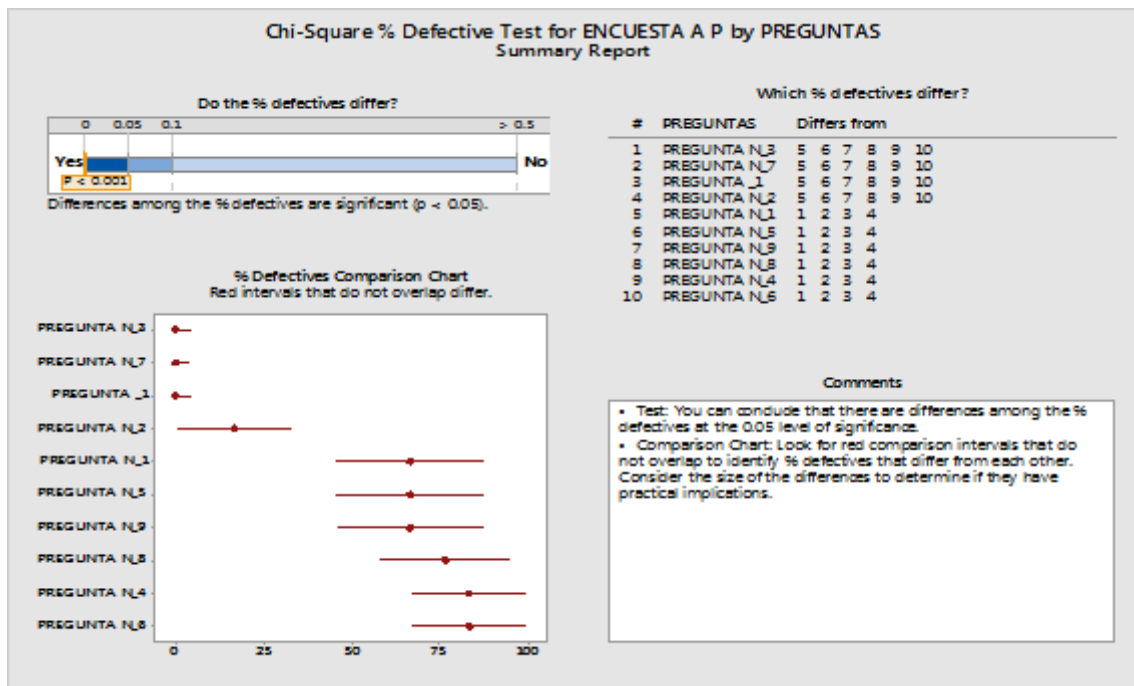 Chi-Square % Defective Test for ENCUESTA A P by PREGUNTAS
Summary Report
Do the % defectives differ?
0 0.05 0.1 > 0.5
Yes No
P < 0.001
Differences among the % defectives are significant (p < 0.05).
Which % defectives differ?
# PREGUNTAS Differs from
1 PREGUNTA N_3 5 6 7 8 9 10
2 PREGUNTA N_7 5 6 7 8 9 10
3 PREGUNTA _1 5 6 7 8 9 10
4 PREGUNTA N_2 5 6 7 8 9 10
5 PREGUNTA N_1 1 2 3 4
6 PREGUNTA N_5 1 2 3 4
7 PREGUNTA N_9 1 2 3 4
8 PREGUNTA N_8 1 2 3 4
9 PREGUNTA N_4 1 2 3 4
10 PREGUNTA N_6 1 2 3 4
% Defectives Comparison Chart
Red intervals that do not overlap differ.
PREGUNTA N_3
PREGUNTA N_7
PREGUNTA _1
PREGUNTA N_2
PREGUNTA N_1
PREGUNTA N_5
PREGUNTA N_9
PREGUNTA N_8
PREGUNTA N_4
PREGUNTA N_6
0 25 50 75 100
Comments
• Test: You can conclude that there are differences among the %
defectives at the 0.05 level of significance.
• Comparison Chart: Look for red comparison intervals that do
not overlap to identify % defectives that differ from each other.
Consider the size of the differences to determine if they have
practical implications.